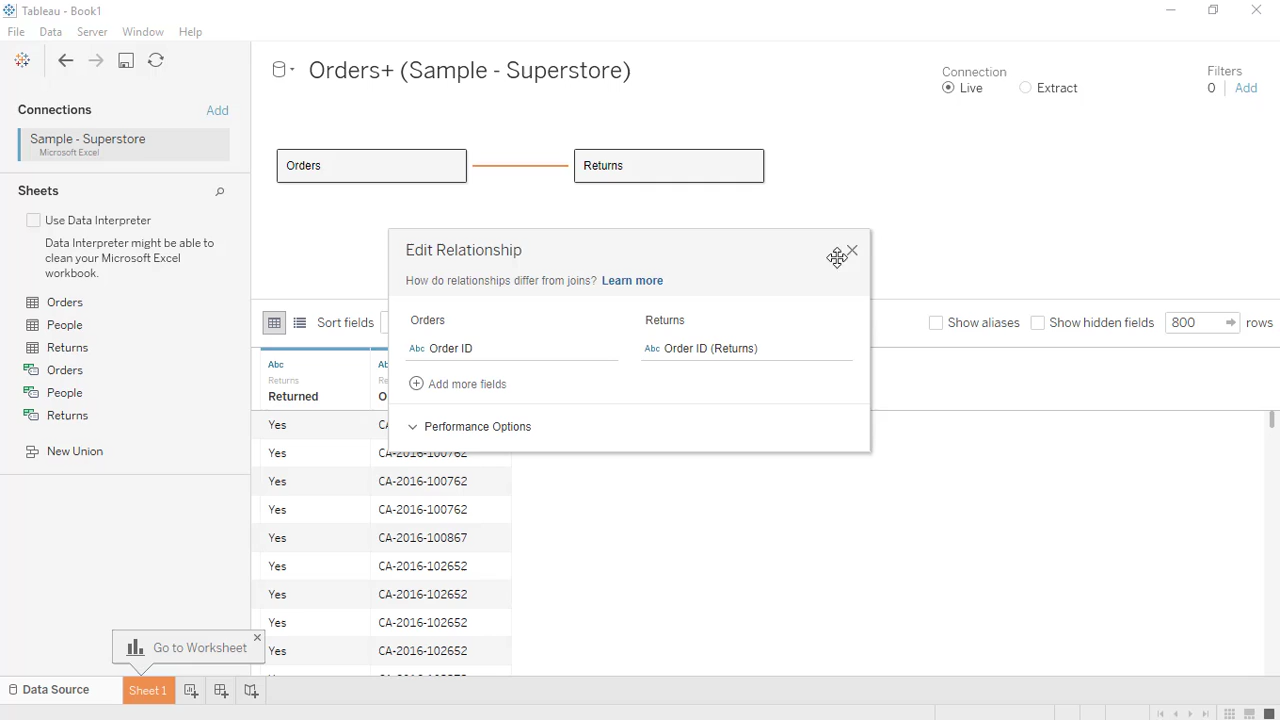 Tableau - Book1
File Data Server Window Help
Orders+ (Sample - Superstore)
Connection
Live Extract
Filters
0 Add
Connections Add
Sample - Superstore
Microsoft Excel
Sheets
Use Data Interpreter
Data Interpreter might be able to
clean your Microsoft Excel
workbook.
Orders
People
Returns
Orders
People
Returns
New Union
Orders Returns
Edit Relationship
How do relationships differ from joins? Learn more
Orders Returns
Abc Order ID Abc Order ID (Returns)
Add more fields
Performance Options
Sort fields Show aliases Show hidden fields 800 rows
Abc
Returns
Returned
Yes
Yes CA-2016-100762
Yes CA-2016-100762
Yes CA-2016-100762
Yes CA-2016-100867
Yes CA-2016-102652
Yes CA-2016-102652
Yes CA-2016-102652
Yes CA-2016-102652
Go to Worksheet
Data Source Sheet 1